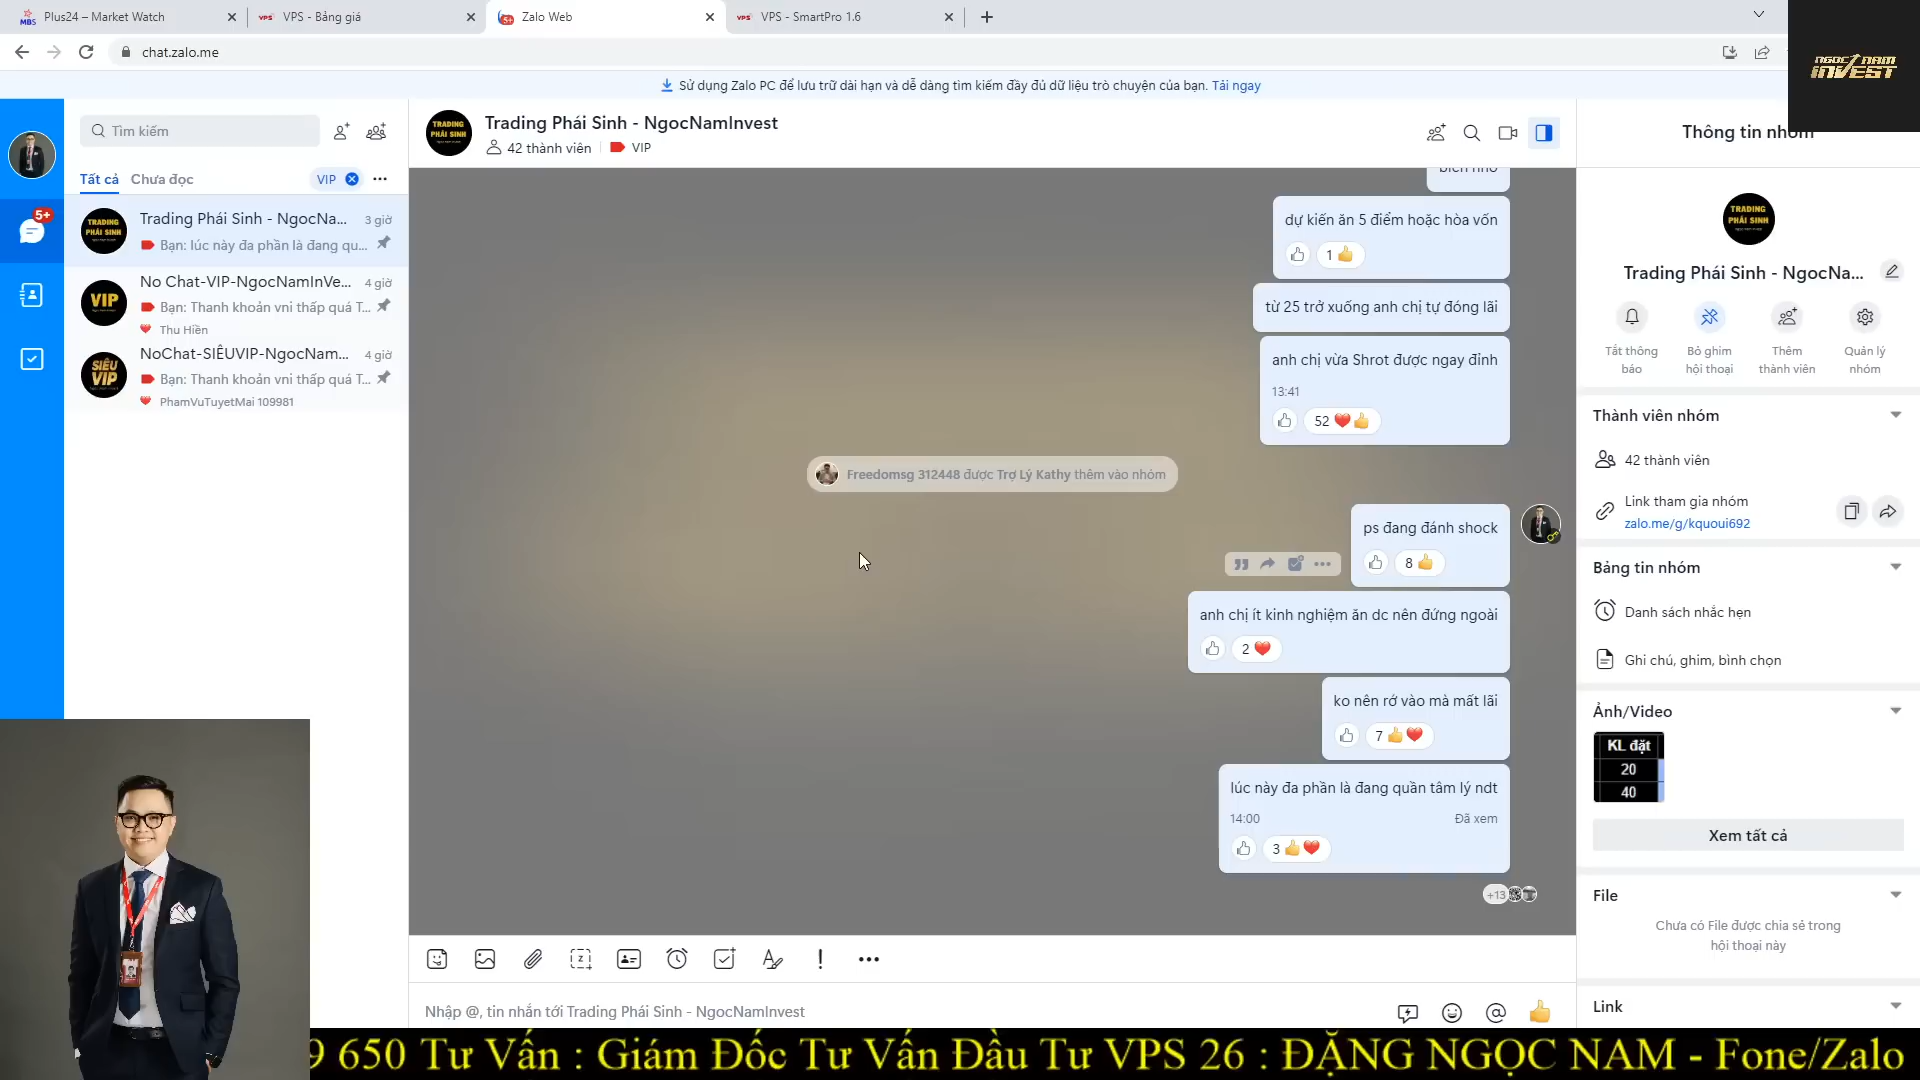 Plus24 – Market Watch
VPS - Bảng giá
Zalo Web
VPS - SmartPro 1.6
chat.zalo.me
NGỌC NAM
INVEST
Sử dụng Zalo PC để lưu trữ dài hạn và dễ dàng tìm kiếm đầy đủ dữ liệu trò chuyện của bạn. Tải ngay
Tìm kiếm
Tất cả Chưa đọc VIP
5+
Trading Phái Sinh - NgocNa... 3 giờ
Bạn: lúc này đa phần là đang qu...
No Chat-VIP-NgocNamInVe... 4 giờ
Bạn: Thanh khoản vni thấp quá T...
Thu Hiền
NoChat-SIÊUVIP-NgocNam... 4 giờ
Bạn: Thanh khoản vni thấp quá T...
PhamVuTuyetMai 109981
TRADING
PHÁI SINH
VIP
SIÊU
VIP
Trading Phái Sinh - NgocNamInvest
42 thành viên VIP
dự kiến ăn 5 điểm hoặc hòa vốn
1
từ 25 trở xuống anh chị tự đóng lãi
anh chị vừa Shrot được ngay đỉnh
13:41
52
Freedomsg 312448 được Trợ Lý Kathy thêm vào nhóm
ps đang đánh shock
8
anh chị ít kinh nghiệm ăn dc nên đứng ngoài
2
ko nên rớ vào mà mất lãi
7
lúc này đa phần là đang quần tâm lý ndt
14:00 Đã xem
3
+13
Nhập @, tin nhắn tới Trading Phái Sinh - NgocNamInvest
Thông tin nhóm
TRADING
PHÁI SINH
Trading Phái Sinh - NgocNa...
Tắt thông báo
Bỏ ghim hội thoại
Thêm thành viên
Quản lý nhóm
Thành viên nhóm
42 thành viên
Link tham gia nhóm
zalo.me/g/kquoui692
Bảng tin nhóm
Danh sách nhắc hẹn
Ghi chú, ghim, bình chọn
Ảnh/Video
KL đặt
20
40
Xem tất cả
File
Chưa có File được chia sẻ trong
hội thoại này
Link
9 650 Tư Vấn : Giám Đốc Tư Vấn Đầu Tư VPS 26 : ĐẶNG NGỌC NAM - Fone/Zalo